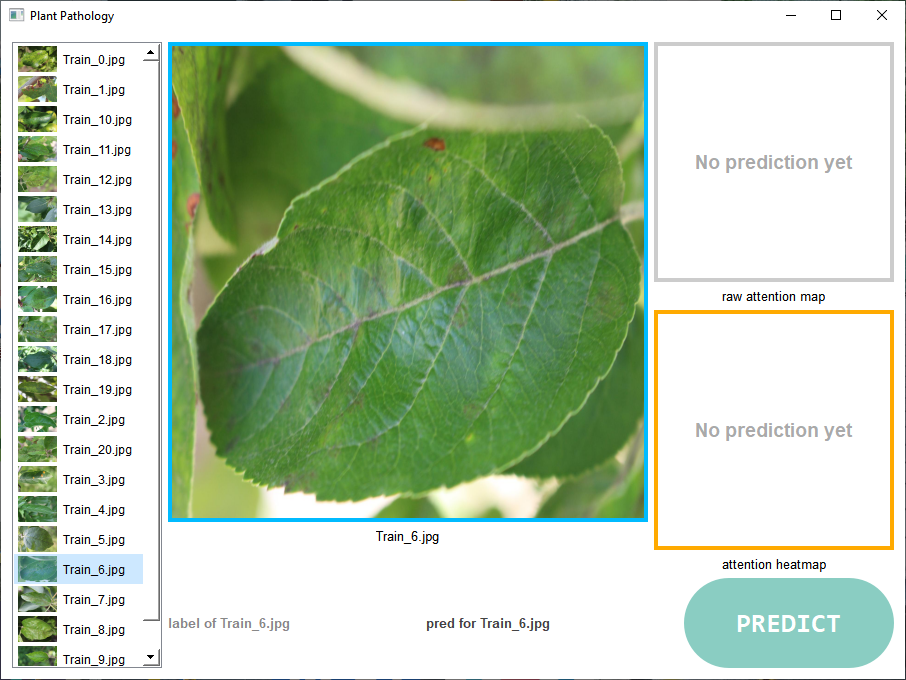 Plant Pathology
Train_0.jpg
Train_1.jpg
Train_10.jpg
Train_11.jpg
Train_12.jpg
Train_13.jpg
Train_14.jpg
Train_15.jpg
Train_16.jpg
Train_17.jpg
Train_18.jpg
Train_19.jpg
Train_2.jpg
Train_20.jpg
Train_3.jpg
Train_4.jpg
Train_5.jpg
Train_6.jpg
Train_7.jpg
Train_8.jpg
Train_9.jpg
Train_6.jpg
label of Train_6.jpg
pred for Train_6.jpg
No prediction yet
raw attention map
No prediction yet
attention heatmap
PREDICT